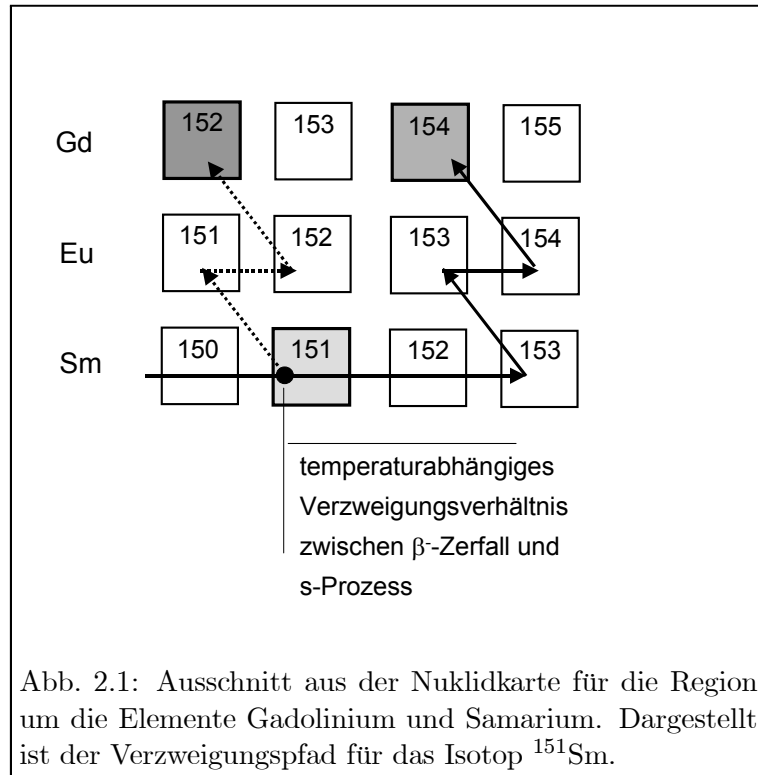 Gd 152 153 154 155
Eu 151 152 153 154
Sm 150 151 152 153
temperaturabhängiges
Verzweigungsverhältnis
zwischen β⁻-Zerfall und
s-Prozess
Abb. 2.1: Ausschnitt aus der Nuklidkarte für die Region
um die Elemente Gadolinium und Samarium. Dargestellt
ist der Verzweigungspfad für das Isotop ¹⁵¹Sm.